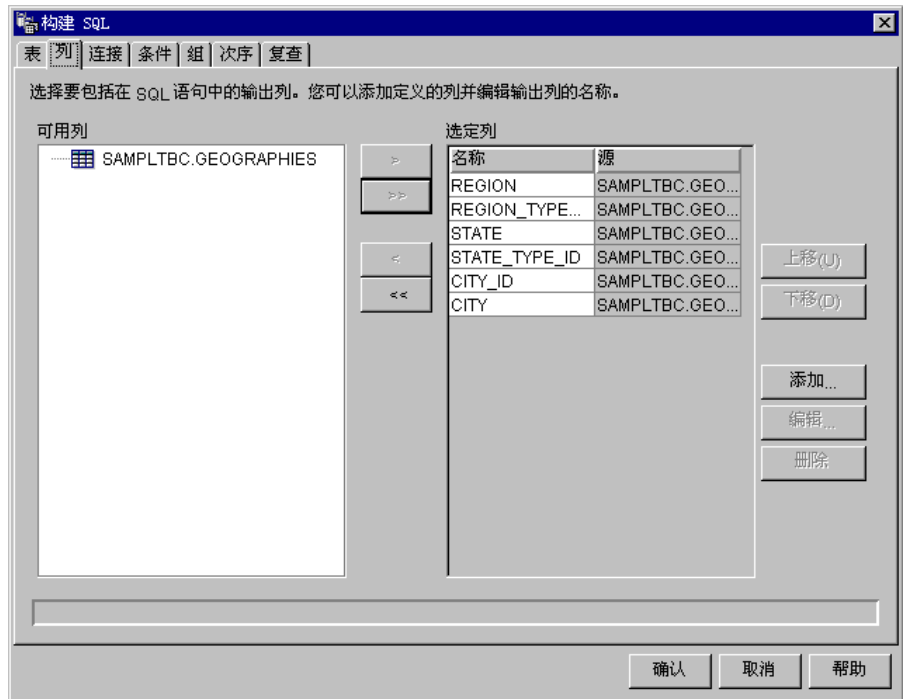 构建 SQL
表 列 连接 条件 组 次序 复查
选择要包括在 SQL 语句中的输出列。您可以添加定义的列并编辑输出列的名称。
可用列
SAMPLTBC.GEOGRAPHIES
>
>>
<
<<
选定列
名称 源
REGION SAMPLTBC.GEO...
REGION_TYPE... SAMPLTBC.GEO...
STATE SAMPLTBC.GEO...
STATE_TYPE_ID SAMPLTBC.GEO...
CITY_ID SAMPLTBC.GEO...
CITY SAMPLTBC.GEO...
上移(U)
下移(D)
添加...
编辑...
册除
确认 取消 帮助